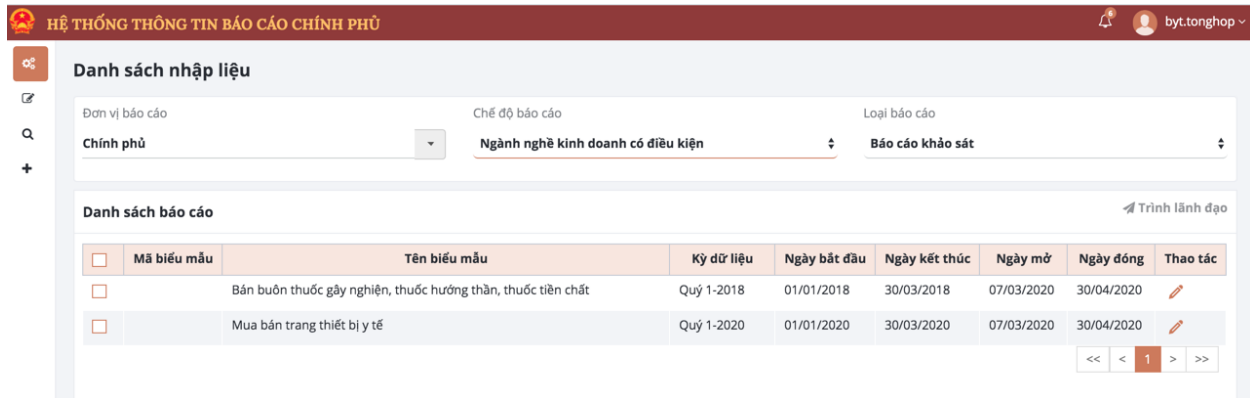 HỆ THỐNG THÔNG TIN BÁO CÁO CHÍNH PHỦ
6
byt.tonghop
Danh sách nhập liệu
Đơn vị báo cáo Chế độ báo cáo Loại báo cáo
Chính phủ Ngành nghề kinh doanh có điều kiện Báo cáo khảo sát
Danh sách báo cáo Trình lãnh đạo
Mã biểu mẫu Tên biểu mẫu Kỳ dữ liệu Ngày bắt đầu Ngày kết thúc Ngày mở Ngày đóng Thao tác
Bán buôn thuốc gây nghiện, thuốc hướng thần, thuốc tiền chất Quý 1-2018 01/01/2018 30/03/2018 07/03/2020 30/04/2020
Mua bán trang thiết bị y tế Quý 1-2020 01/01/2020 30/03/2020 07/03/2020 30/04/2020
<< < 1 > >>